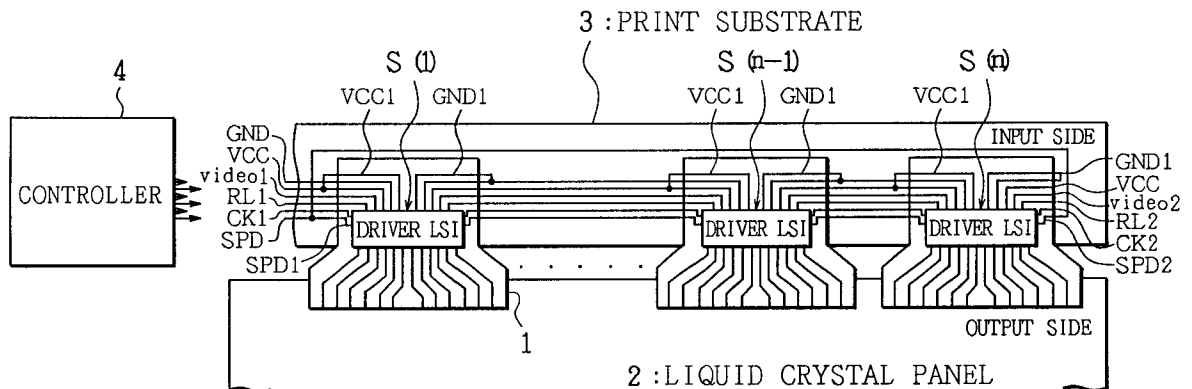 3 : PRINT SUBSTRATE
4
S (1)
S (n-1)
S (n)
VCC1
GND1
VCC1
GND1
VCC1
INPUT SIDE
GND
VCC
video1
RL1
CK1
SPD
SPD1
CONTROLLER
GND1
VCC
video2
RL2
CK2
SPD2
DRIVER LSI
DRIVER LSI
DRIVER LSI
1
OUTPUT SIDE
2 : LIQUID CRYSTAL PANEL